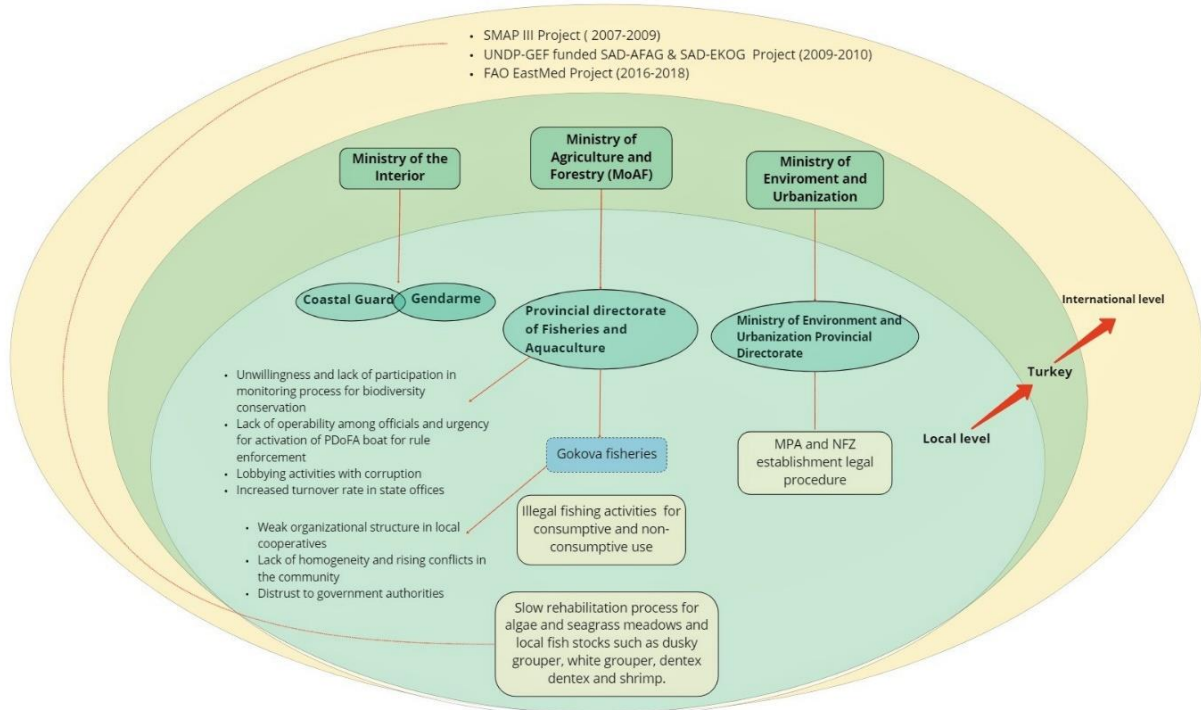 • SMAP III Project ( 2007-2009)
• UNDP-GEF funded SAD-AFAG & SAD-EKOG Project (2009-2010)
• FAO EastMed Project (2016-2018)
Ministry of the
Interior
Ministry of
Agriculture and
Forestry (MoAF)
Ministry of
Enviroment and
Urbanization
Coastal Guard
Gendarme
Provincial directorate
of Fisheries and
Aquaculture
Ministry of Environment and
Urbanization Provincial
Directorate
International level
Turkey
Local level
• Unwillingness and lack of participation in
monitoring process for biodiversity
conservation
• Lack of operability among officials and urgency
for activation of PDoFA boat for rule
enforcement
• Lobbying activities with corruption
• Increased turnover rate in state offices
Gokova fisheries
MPA and NFZ
establishment legal
procedure
• Weak organizational structure in local
cooperatives
• Lack of homogeneity and rising conflicts in
the community
• Distrust to government authorities
Illegal fishing activities for
consumptive and non-
consumptive use
Slow rehabilitation process for
algae and seagrass meadows and
local fish stocks such as dusky
grouper, white grouper, dentex
dentex and shrimp.